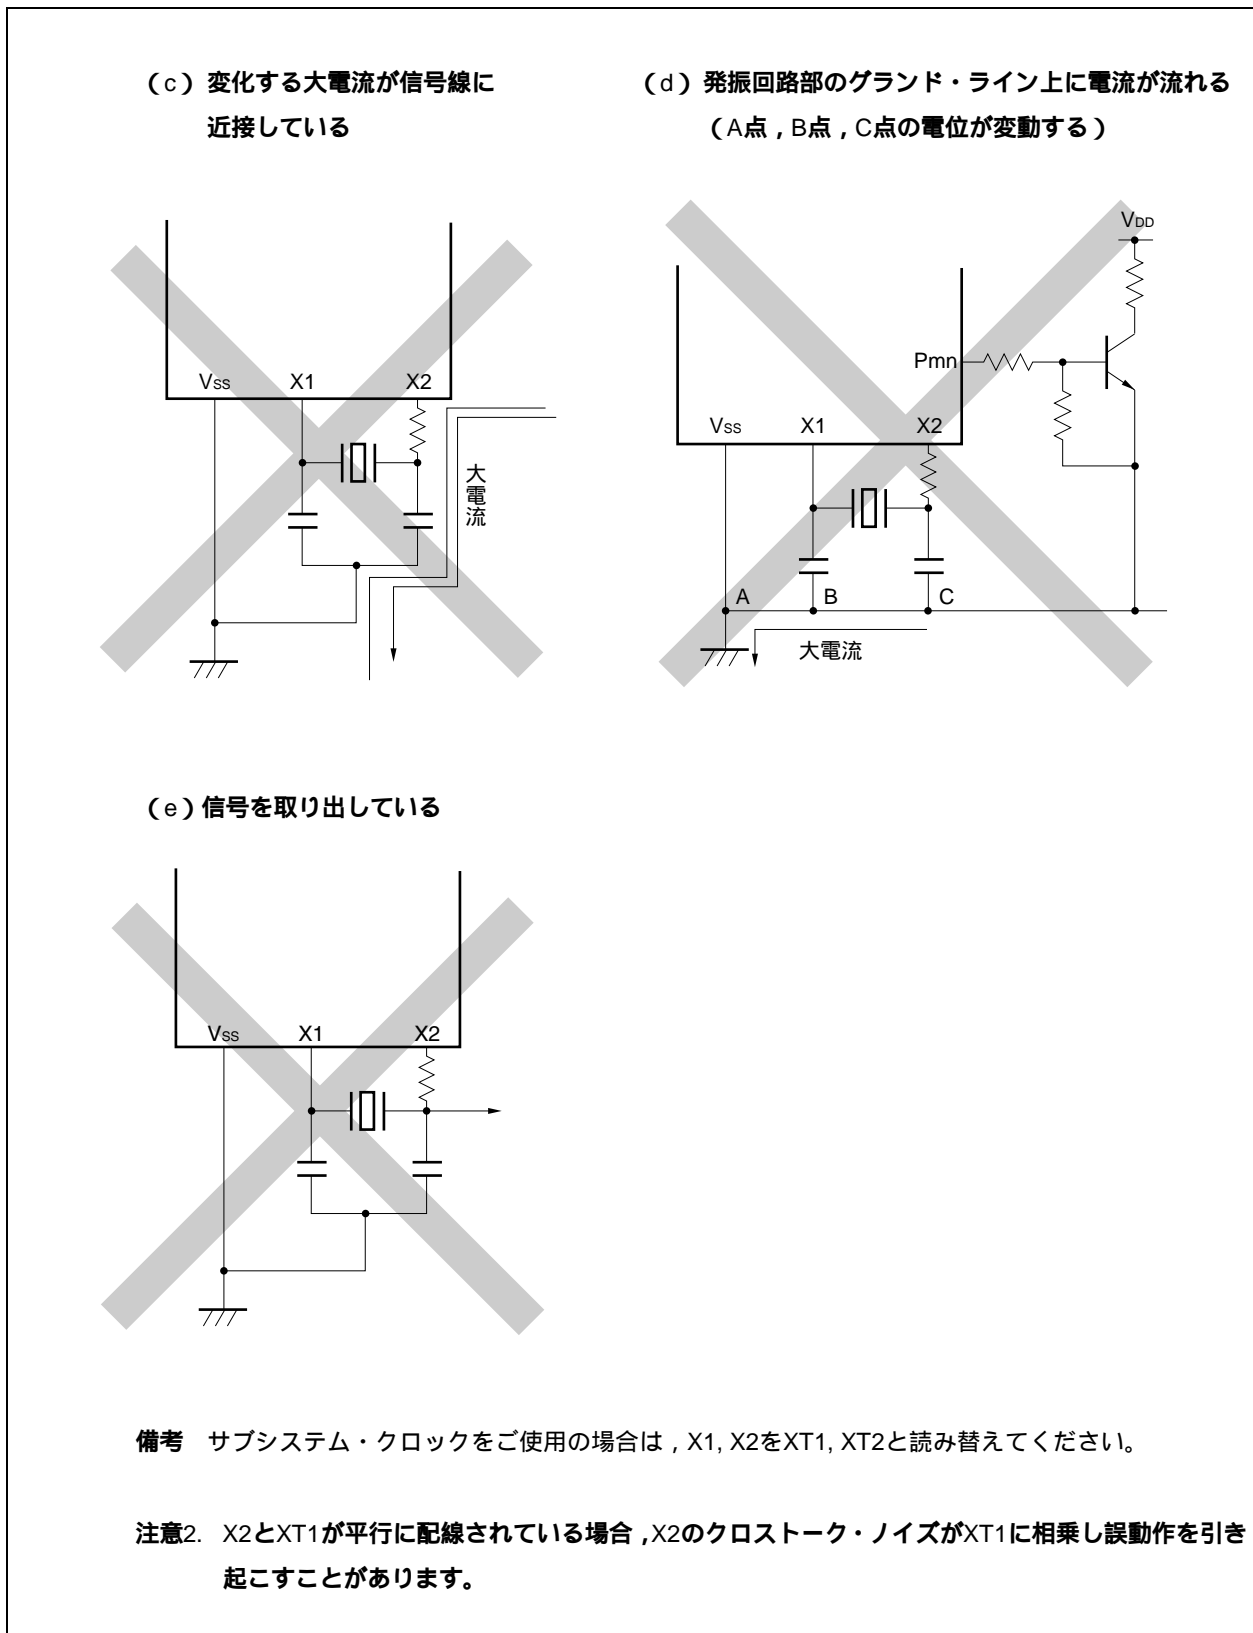 （c）変化する大電流が信号線に
近接している
（d）発振回路部のグランド・ライン上に電流が流れる
（A点，B点，C点の電位が変動する）
VSS X1 X2
大電流
VDD
Pmn
VSS X1 X2
A B C
大電流
（e）信号を取り出している
VSS X1 X2
備考　サブシステム・クロックをご使用の場合は，X1, X2をXT1, XT2と読み替えてください。
注意2. X2とXT1が平行に配線されている場合，X2のクロストーク・ノイズがXT1に相乗し誤動作を引き
起こすことがあります。